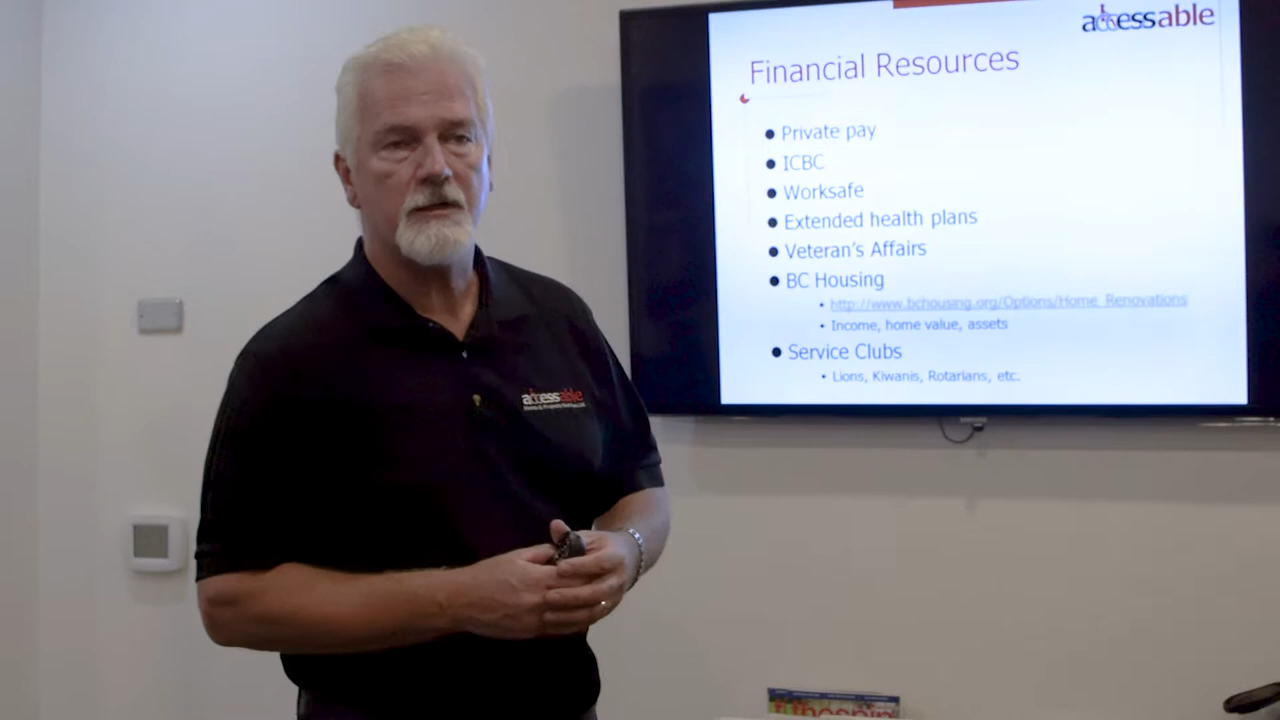 accessable
Financial Resources
Private pay
ICBC
Worksafe
Extended health plans
Veteran's Affairs
BC Housing
http://www.bchousing.org/Options/Home_Renovations
Income, home value, assets
Service Clubs
Lions, Kiwanis, Rotarians, etc.
accessable
thespin